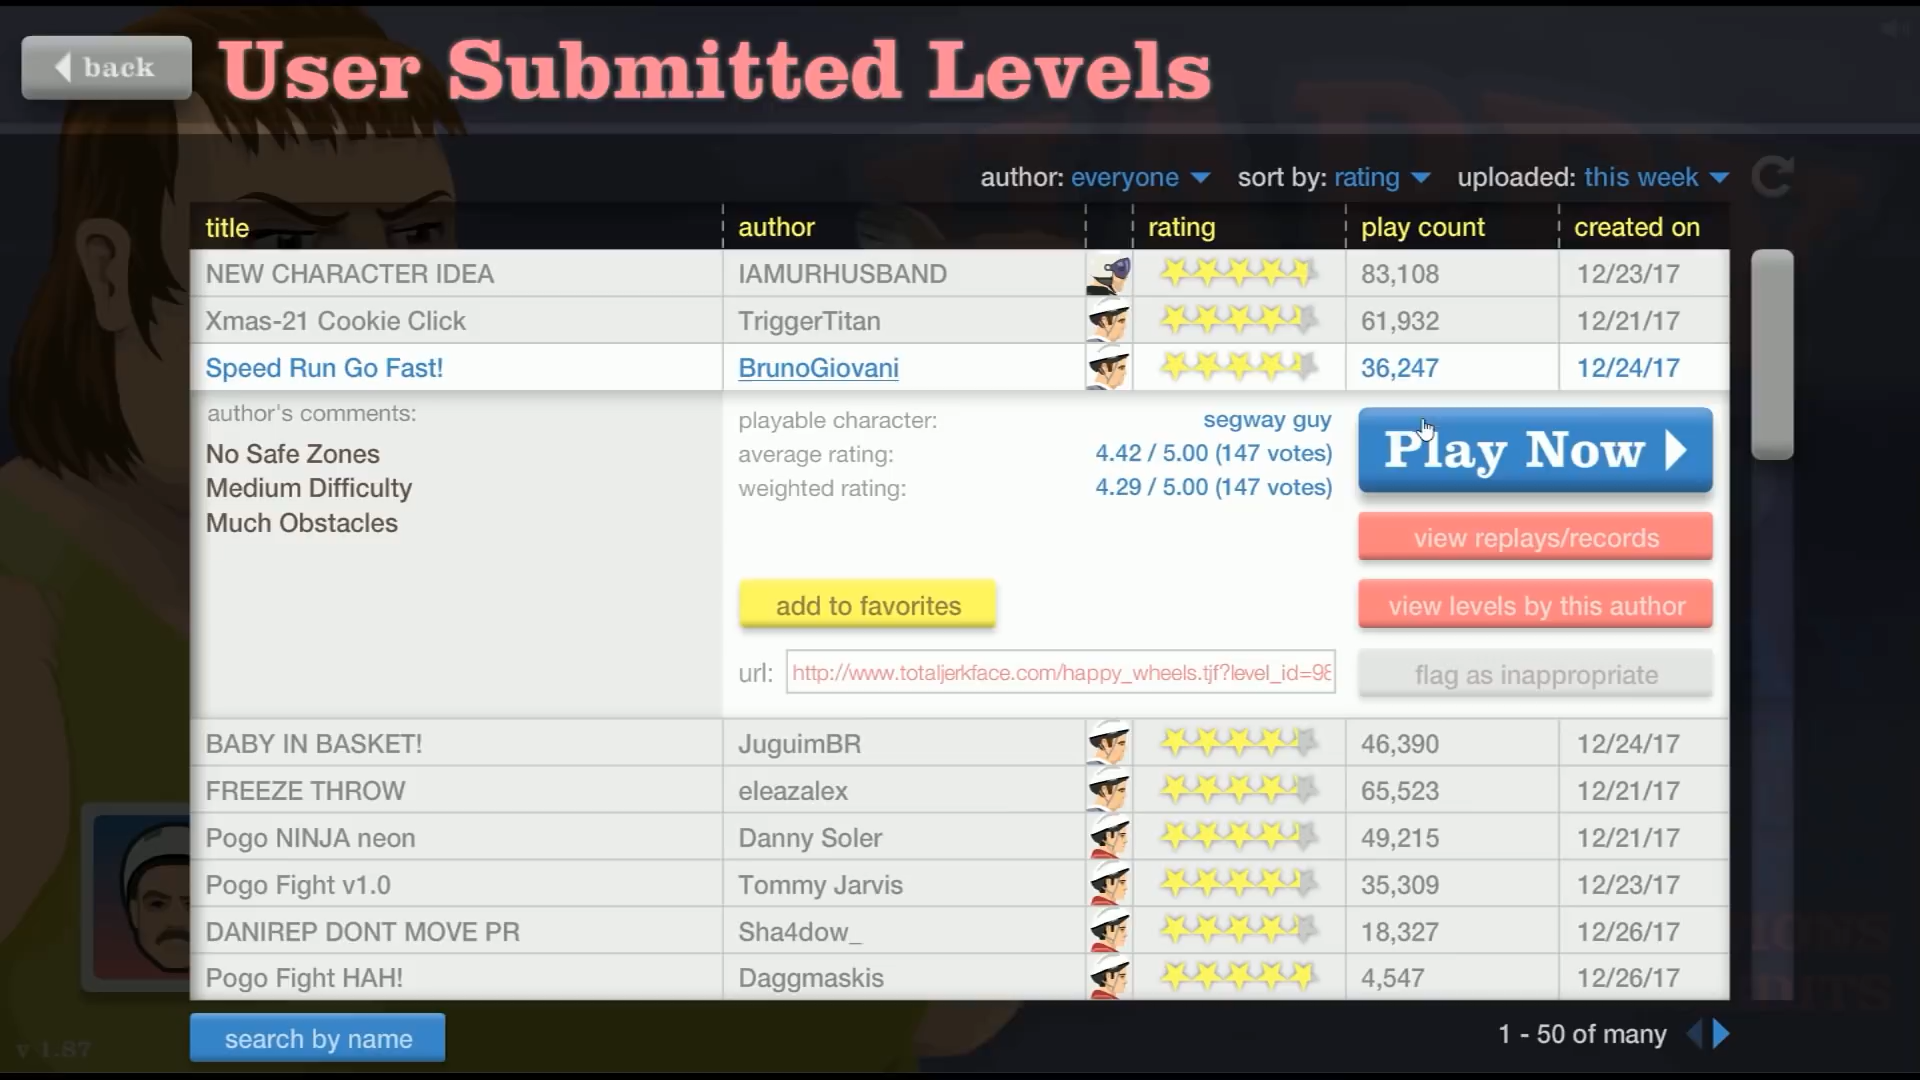 back
User Submitted Levels
author: everyone sort by: rating uploaded: this week
title author rating play count created on
NEW CHARACTER IDEA IAMURHUSBAND 83,108 12/23/17
Xmas-21 Cookie Click TriggerTitan 61,932 12/21/17
Speed Run Go Fast! BrunoGiovani 36,247 12/24/17
author's comments:
No Safe Zones
Medium Difficulty
Much Obstacles
playable character: segway guy
average rating: 4.42 / 5.00 (147 votes)
weighted rating: 4.29 / 5.00 (147 votes)
add to favorites
url: http://www.totaljerkface.com/happy_wheels.tjf?level_id=98
Play Now
view replays/records
view levels by this author
flag as inappropriate
BABY IN BASKET! JuguimBR 46,390 12/24/17
FREEZE THROW eleazalex 65,523 12/21/17
Pogo NINJA neon Danny Soler 49,215 12/21/17
Pogo Fight v1.0 Tommy Jarvis 35,309 12/23/17
DANIREP DONT MOVE PR Sha4dow_ 18,327 12/26/17
Pogo Fight HAH! Daggmaskis 4,547 12/26/17
search by name
1 - 50 of many
v 1.87